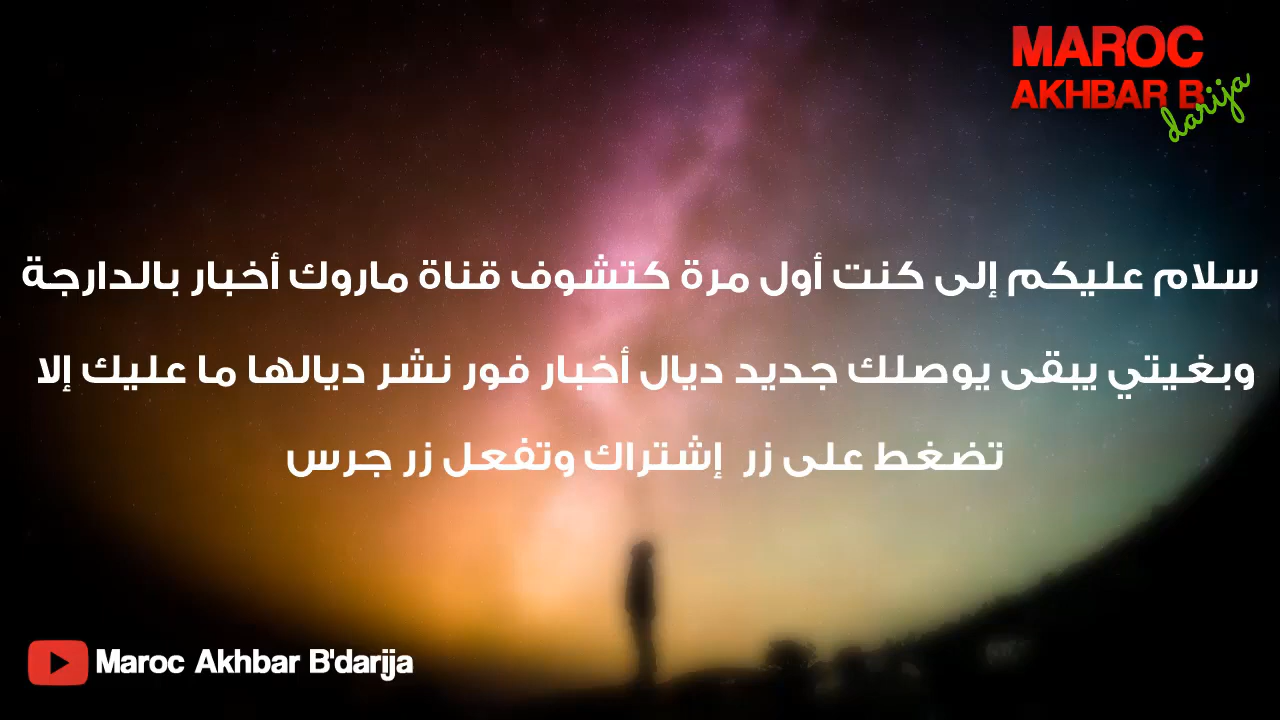 MAROC
AKHBAR B
darija
سلام عليكم إلى كنت أول مرة كتشوف قناة ماروك أخبار بالدارجة
وبغيتي يبقى يوصلك جديد ديال أخبار فور نشر ديالها ما عليك إلا
تضغط على زر إشتراك وتفعل زر جرس
Maroc Akhbar B'darija